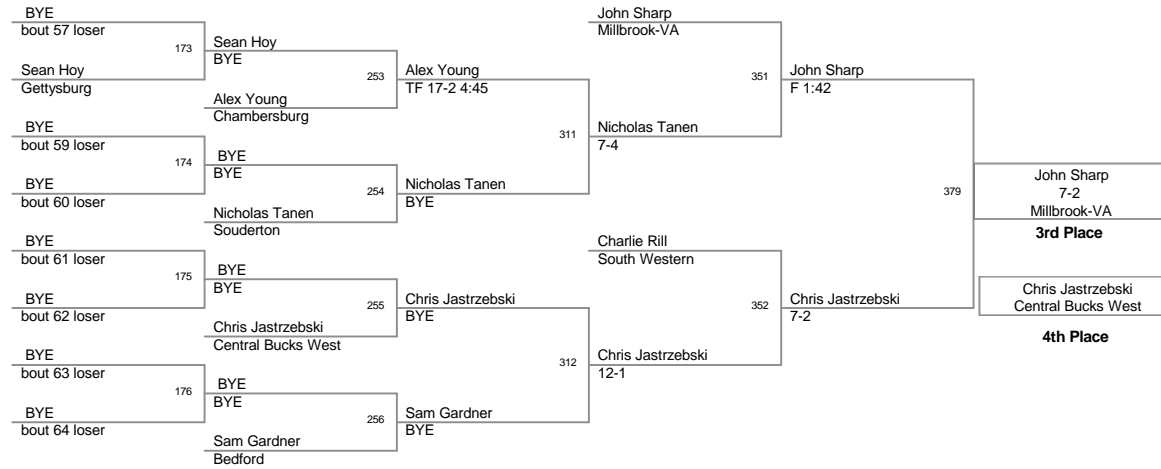 BYE
bout 57 loser
173
Sean Hoy
Gettysburg
BYE
bout 59 loser
174
BYE
bout 60 loser
BYE
bout 61 loser
175
BYE
bout 62 loser
BYE
bout 63 loser
176
BYE
bout 64 loser
Sean Hoy
BYE
253
Alex Young
Chambersburg
BYE
BYE
254
Nicholas Tanen
Souderton
BYE
BYE
255
Chris Jastrzebski
Central Bucks West
BYE
BYE
256
Sam Gardner
Bedford
Alex Young
TF 17-2 4:45
311
Nicholas Tanen
BYE
Chris Jastrzebski
BYE
312
Sam Gardner
BYE
John Sharp
Millbrook-VA
351
Nicholas Tanen
7-4
Charlie Rill
South Western
352
Chris Jastrzebski
12-1
John Sharp
F 1:42
379
Chris Jastrzebski
7-2
John Sharp
7-2
Millbrook-VA
3rd Place
Chris Jastrzebski
Central Bucks West
4th Place